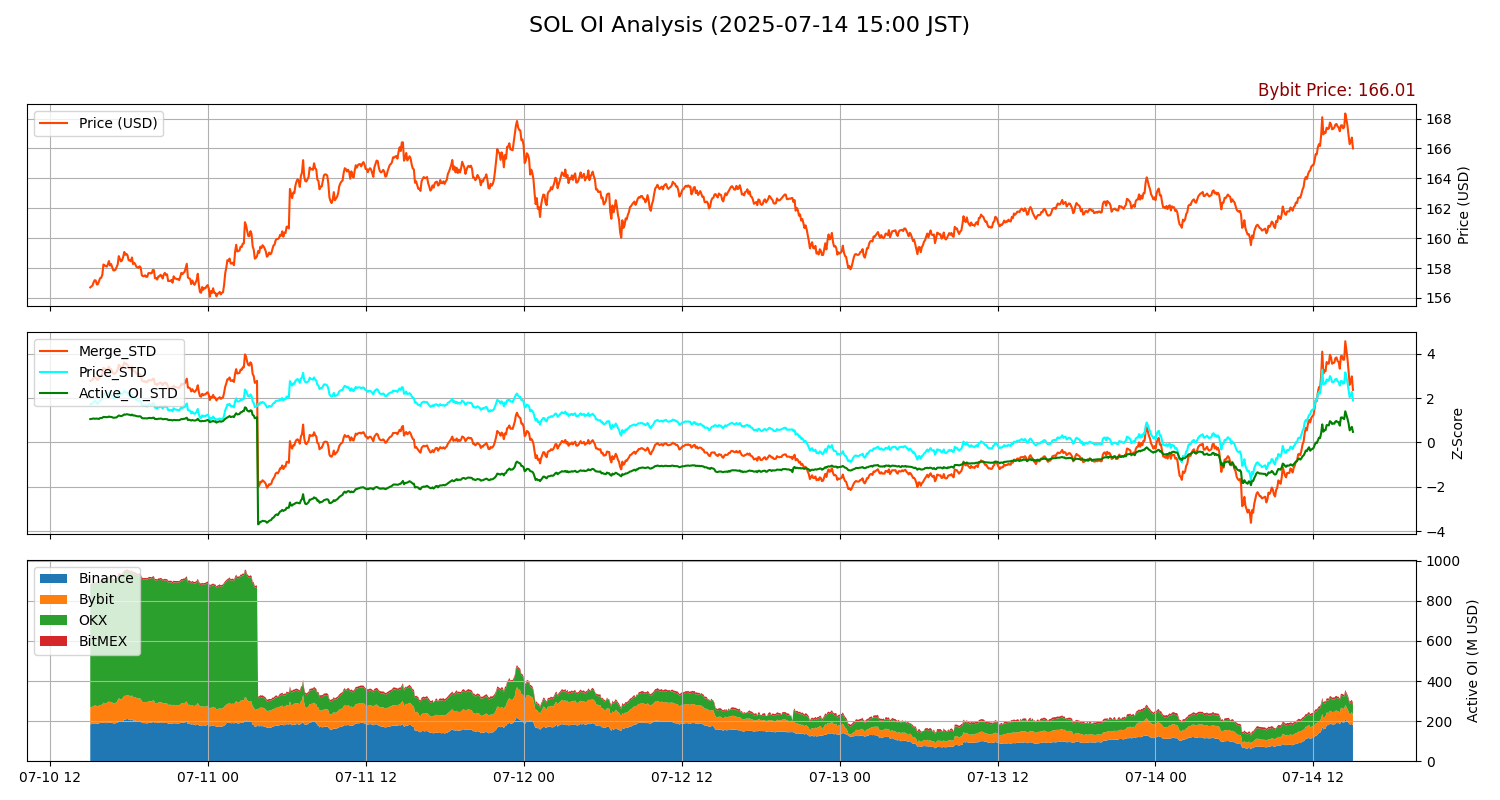 SOL OI Analysis (2025-07-14 15:00 JST)
Bybit Price: 166.01
Price (USD)
168
166
164
162
160
158
156
Price (USD)
Merge_STD
Price_STD
Active_OI_STD
4
2
0
−2
−4
Z-Score
Binance
Bybit
OKX
BitMEX
1000
800
600
400
200
0
Active OI (M USD)
07-10 12
07-11 00
07-11 12
07-12 00
07-12 12
07-13 00
07-13 12
07-14 00
07-14 12